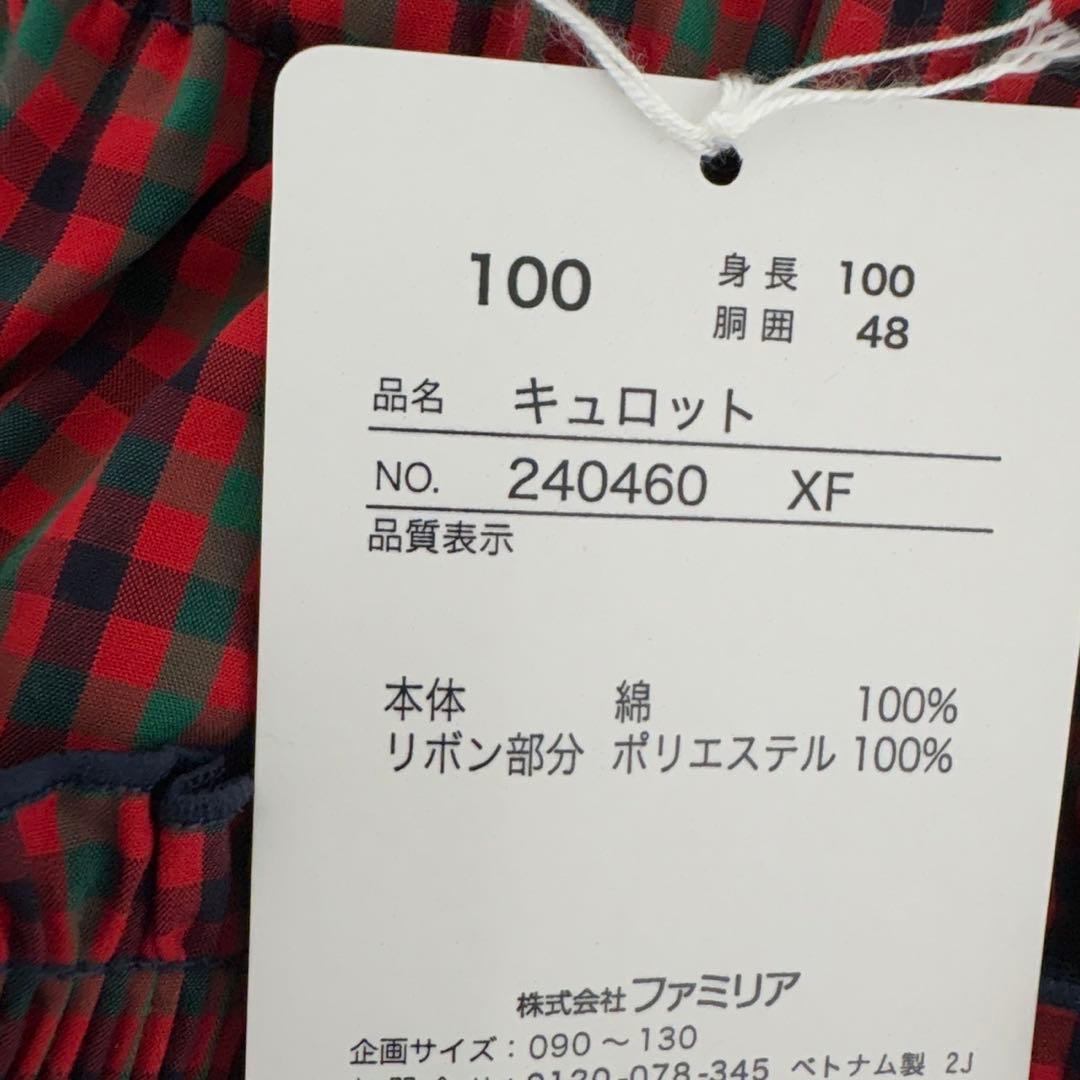 100 身長 100
胴囲 48
品名 キュロット
NO. 240460 XF
品質表示
本体 綿 100%
リボン部分 ポリエステル 100%
株式会社ファミリア
企画サイズ：090～130
0120-078-345 ベトナム製 2J